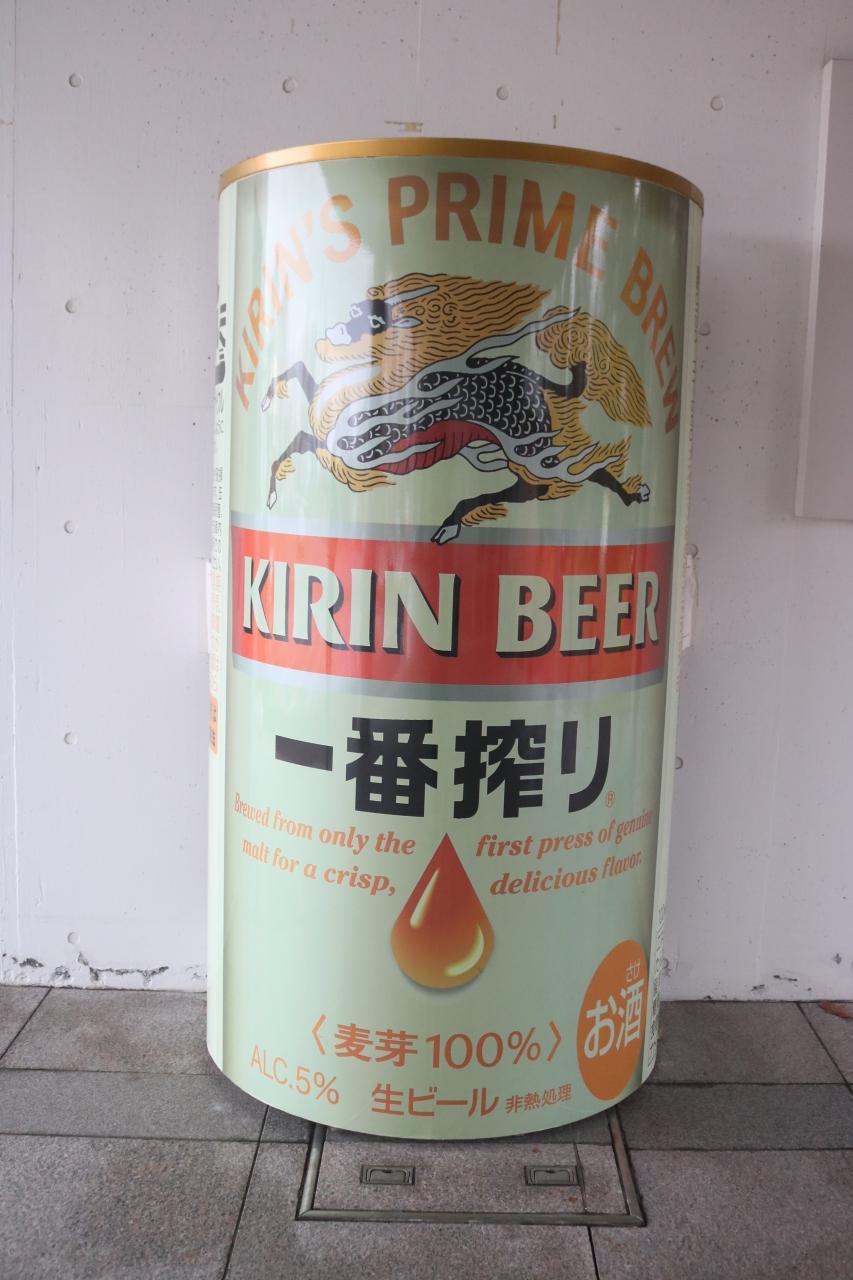 KIRIN'S PRIME BREW
KIRIN BEER
一番搾り®
Brewed from only the first press of genuine
malt for a crisp, delicious flavor.
さけ
お酒
〈麦芽100%〉
ALC.5% 生ビール 非熱処理